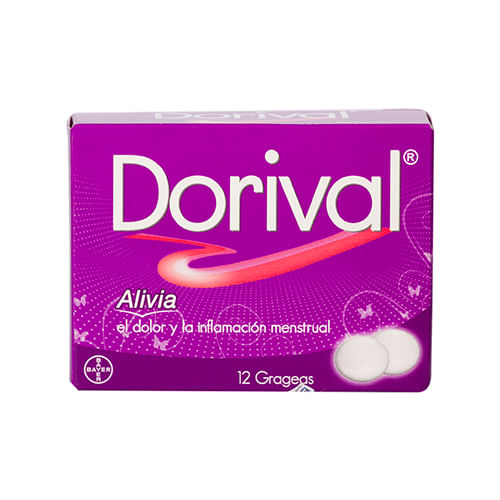 Dorival®
Alivia
el dolor y la inflamación menstrual
BAYER
12 Grageas